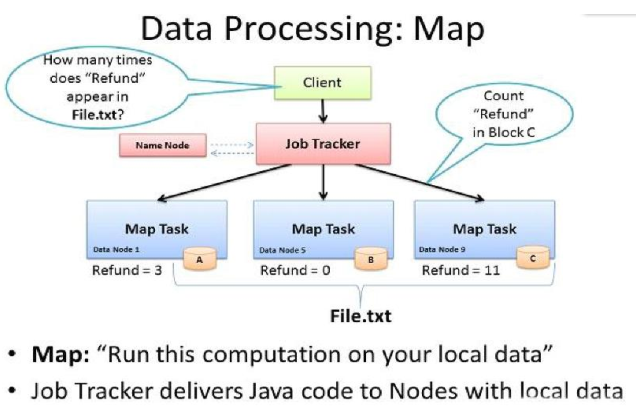 Data Processing: Map
How many times
does "Refund"
appear in
File.txt?
Client
Count
"Refund"
in Block C
Name Node
Job Tracker
Map Task
Data Node 1
A
Refund = 3
Map Task
Data Node 5
B
Refund = 0
Map Task
Data Node 9
C
Refund = 11
File.txt
• Map: “Run this computation on your local data”
• Job Tracker delivers Java code to Nodes with local data